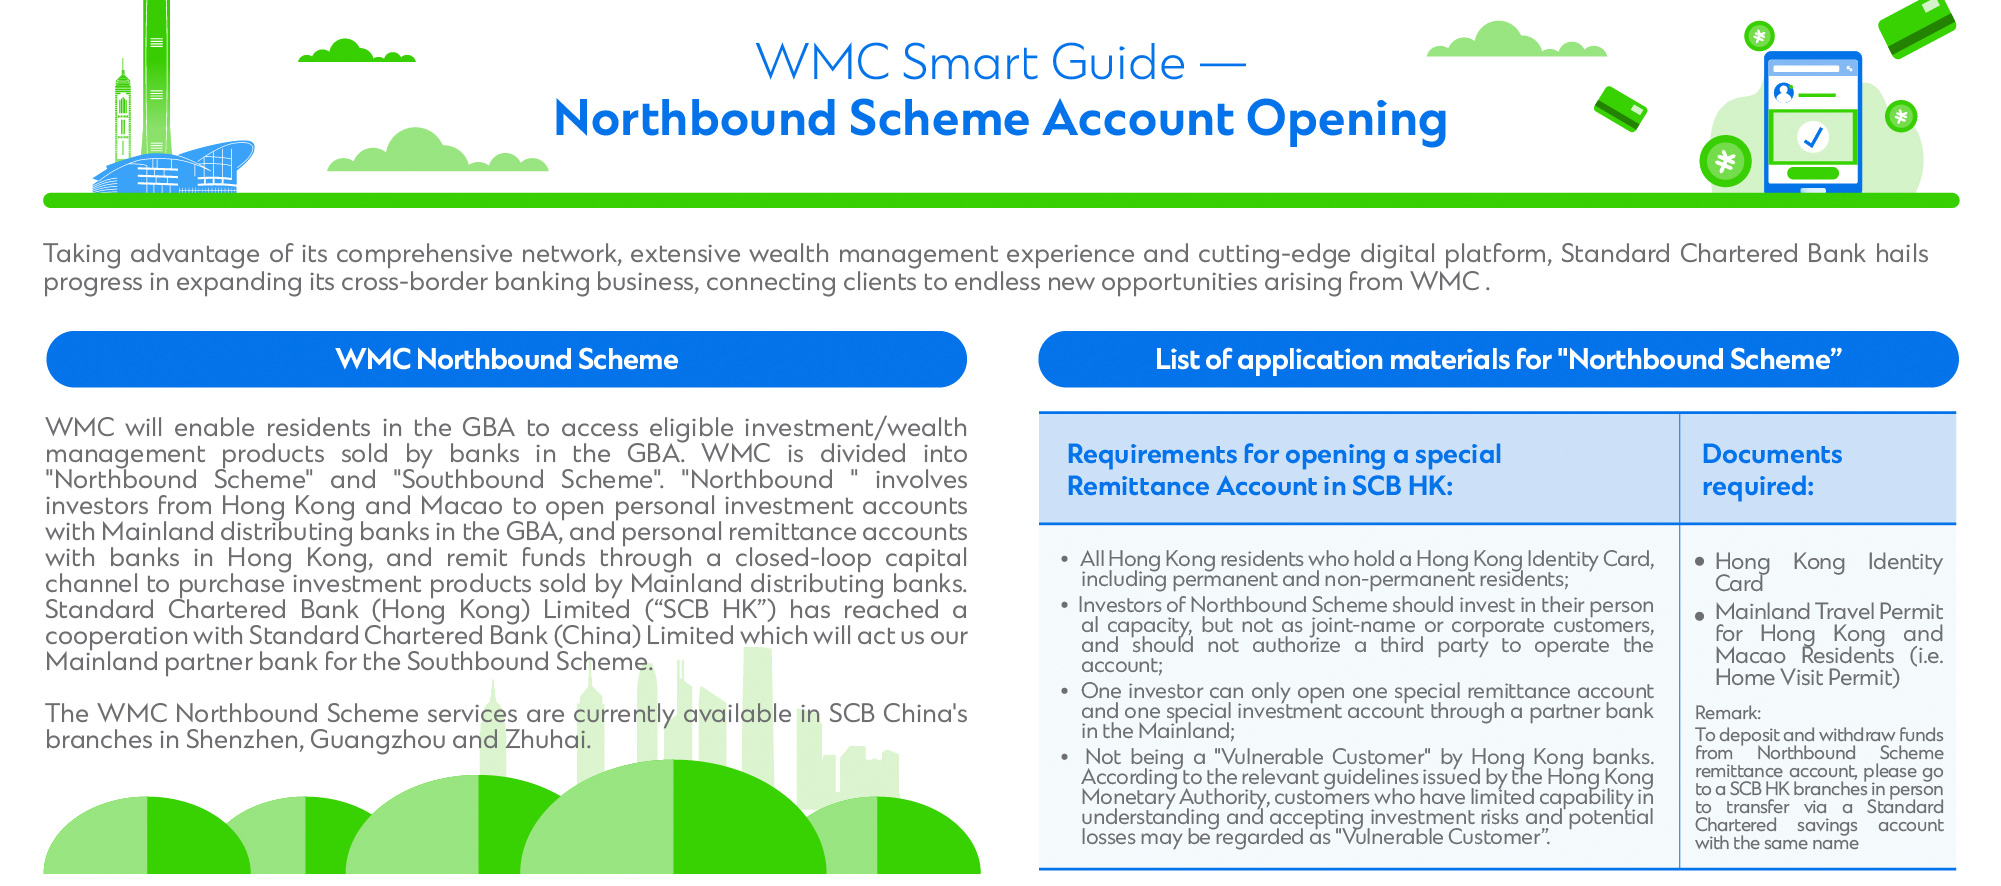 WMC Smart Guide —
Northbound Scheme Account Opening
Taking advantage of its comprehensive network, extensive wealth management experience and cutting-edge digital platform, Standard Chartered Bank hails
progress in expanding its cross-border banking business, connecting clients to endless new opportunities arising from WMC .
WMC Northbound Scheme
WMC will enable residents in the GBA to access eligible investment/wealth
management products sold by banks in the GBA. WMC is divided into
"Northbound Scheme" and "Southbound Scheme". "Northbound " involves
investors from Hong Kong and Macao to open personal investment accounts
with Mainland distributing banks in the GBA, and personal remittance accounts
with banks in Hong Kong, and remit funds through a closed-loop capital
channel to purchase investment products sold by Mainland distributing banks.
Standard Chartered Bank (Hong Kong) Limited (“SCB HK”) has reached a
cooperation with Standard Chartered Bank (China) Limited which will act us our
Mainland partner bank for the Southbound Scheme.
The WMC Northbound Scheme services are currently available in SCB China's
branches in Shenzhen, Guangzhou and Zhuhai.
List of application materials for "Northbound Scheme”
Requirements for opening a special
Remittance Account in SCB HK:
• All Hong Kong residents who hold a Hong Kong Identity Card,
including permanent and non-permanent residents;
• Investors of Northbound Scheme should invest in their person
al capacity, but not as joint-name or corporate customers,
and should not authorize a third party to operate the
account;
• One investor can only open one special remittance account
and one special investment account through a partner bank
in the Mainland;
• Not being a "Vulnerable Customer" by Hong Kong banks.
According to the relevant guidelines issued by the Hong Kong
Monetary Authority, customers who have limited capability in
understanding and accepting investment risks and potential
losses may be regarded as "Vulnerable Customer”.
Documents
required:
• Hong Kong Identity
Card
• Mainland Travel Permit
for Hong Kong and
Macao Residents (i.e.
Home Visit Permit)
Remark:
To deposit and withdraw funds
from Northbound Scheme
remittance account, please go
to a SCB HK branches in person
to transfer via a Standard
Chartered savings account
with the same name